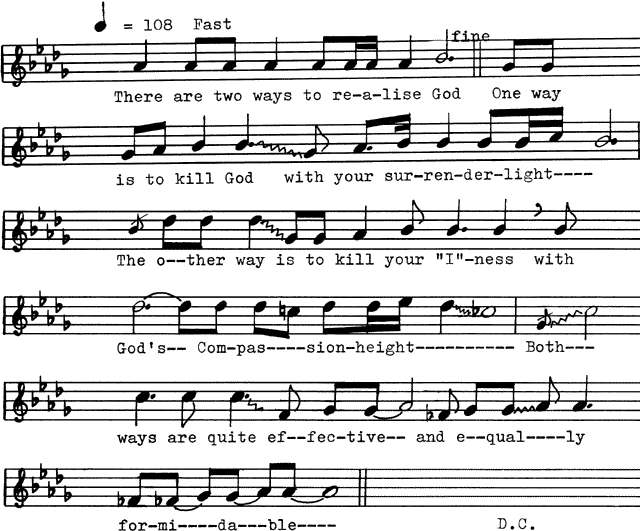 = 108 Fast
fine
There are two ways to re-a-lise God One way
is to kill God with your sur-ren-der-light----
The o--ther way is to kill your "I"-ness with
God's-- Com-pas----sion-height---------- Both---
ways are quite ef--fec-tive-- and e--qual----ly
for-mi----da---ble---- D.C.